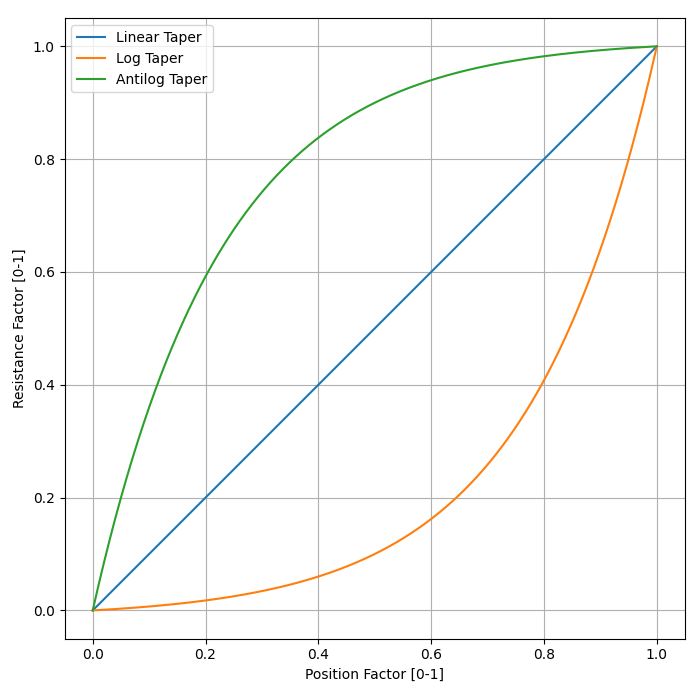 Linear Taper
Log Taper
Antilog Taper
1.0
0.8
0.6
0.4
0.2
0.0
Resistance Factor [0-1]
0.0 0.2 0.4 0.6 0.8 1.0
Position Factor [0-1]